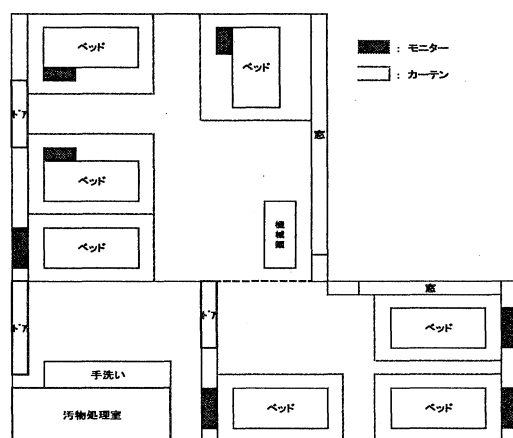 ベッド
ベッド
：モニター
：カーテン
ドア
窓
ベッド
機械類
ベッド
ドア
ドア
窓
ベッド
手洗い
ベッド
ベッド
汚物処理室